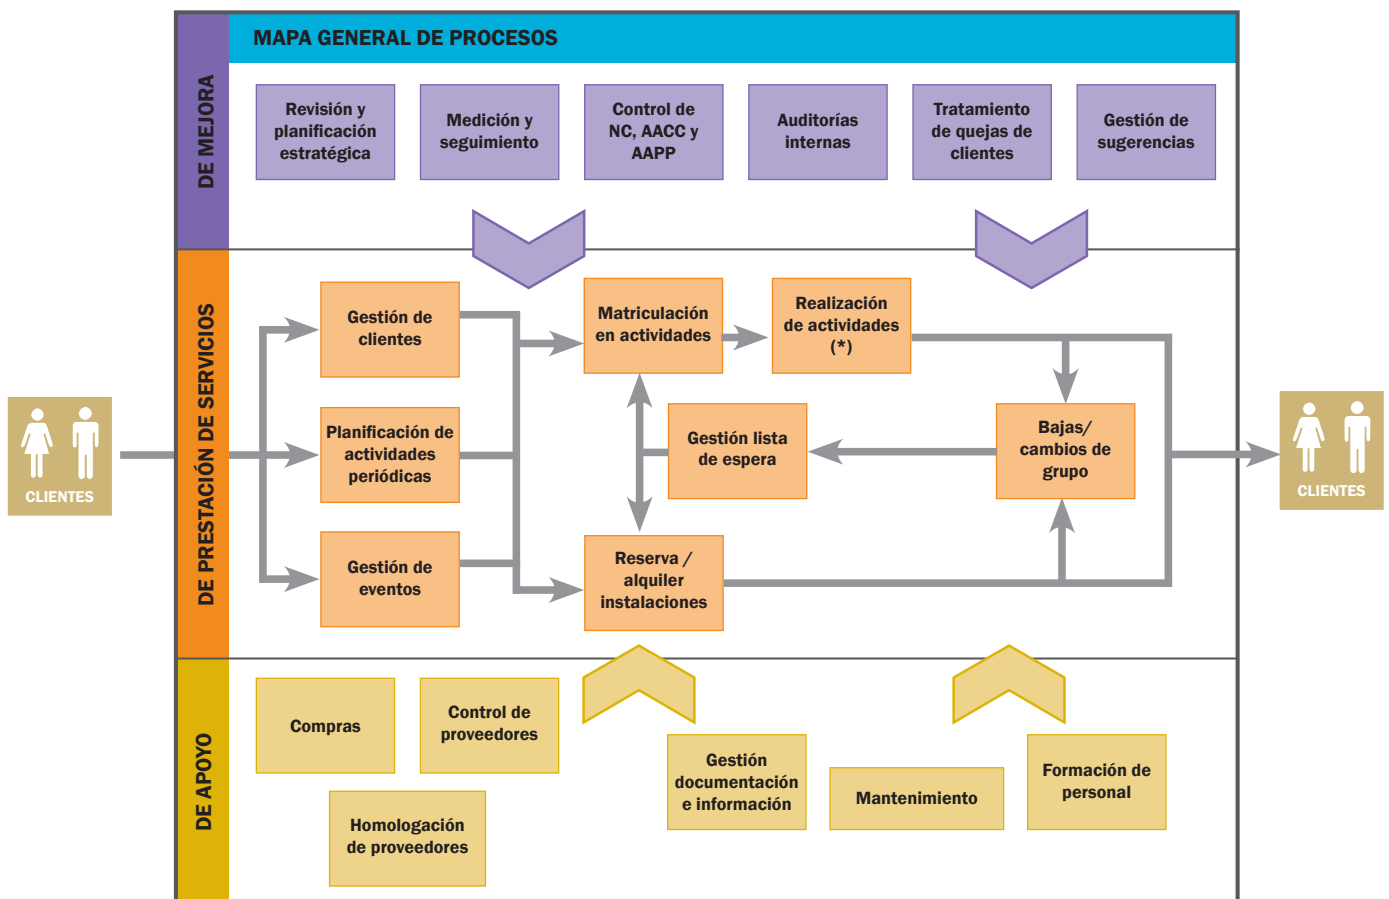 MAPA GENERAL DE PROCESOS
DE MEJORA
Revisión y
planificación
estratégica
Medición y
seguimiento
Control de
NC, AACC y
AAPP
Auditorías
internas
Tratamiento
de quejas de
clientes
Gestión de
sugerencias
DE PRESTACIÓN DE SERVICIOS
CLIENTES
Gestión de
clientes
Planificación de
actividades
periódicas
Gestión de
eventos
Matriculación
en actividades
Realización
de actividades
(*)
Gestión lista
de espera
Bajas/
cambios de
grupo
Reserva /
alquiler
instalaciones
CLIENTES
DE APOYO
Compras
Control de
proveedores
Homologación
de proveedores
Gestión
documentación
e información
Mantenimiento
Formación de
personal